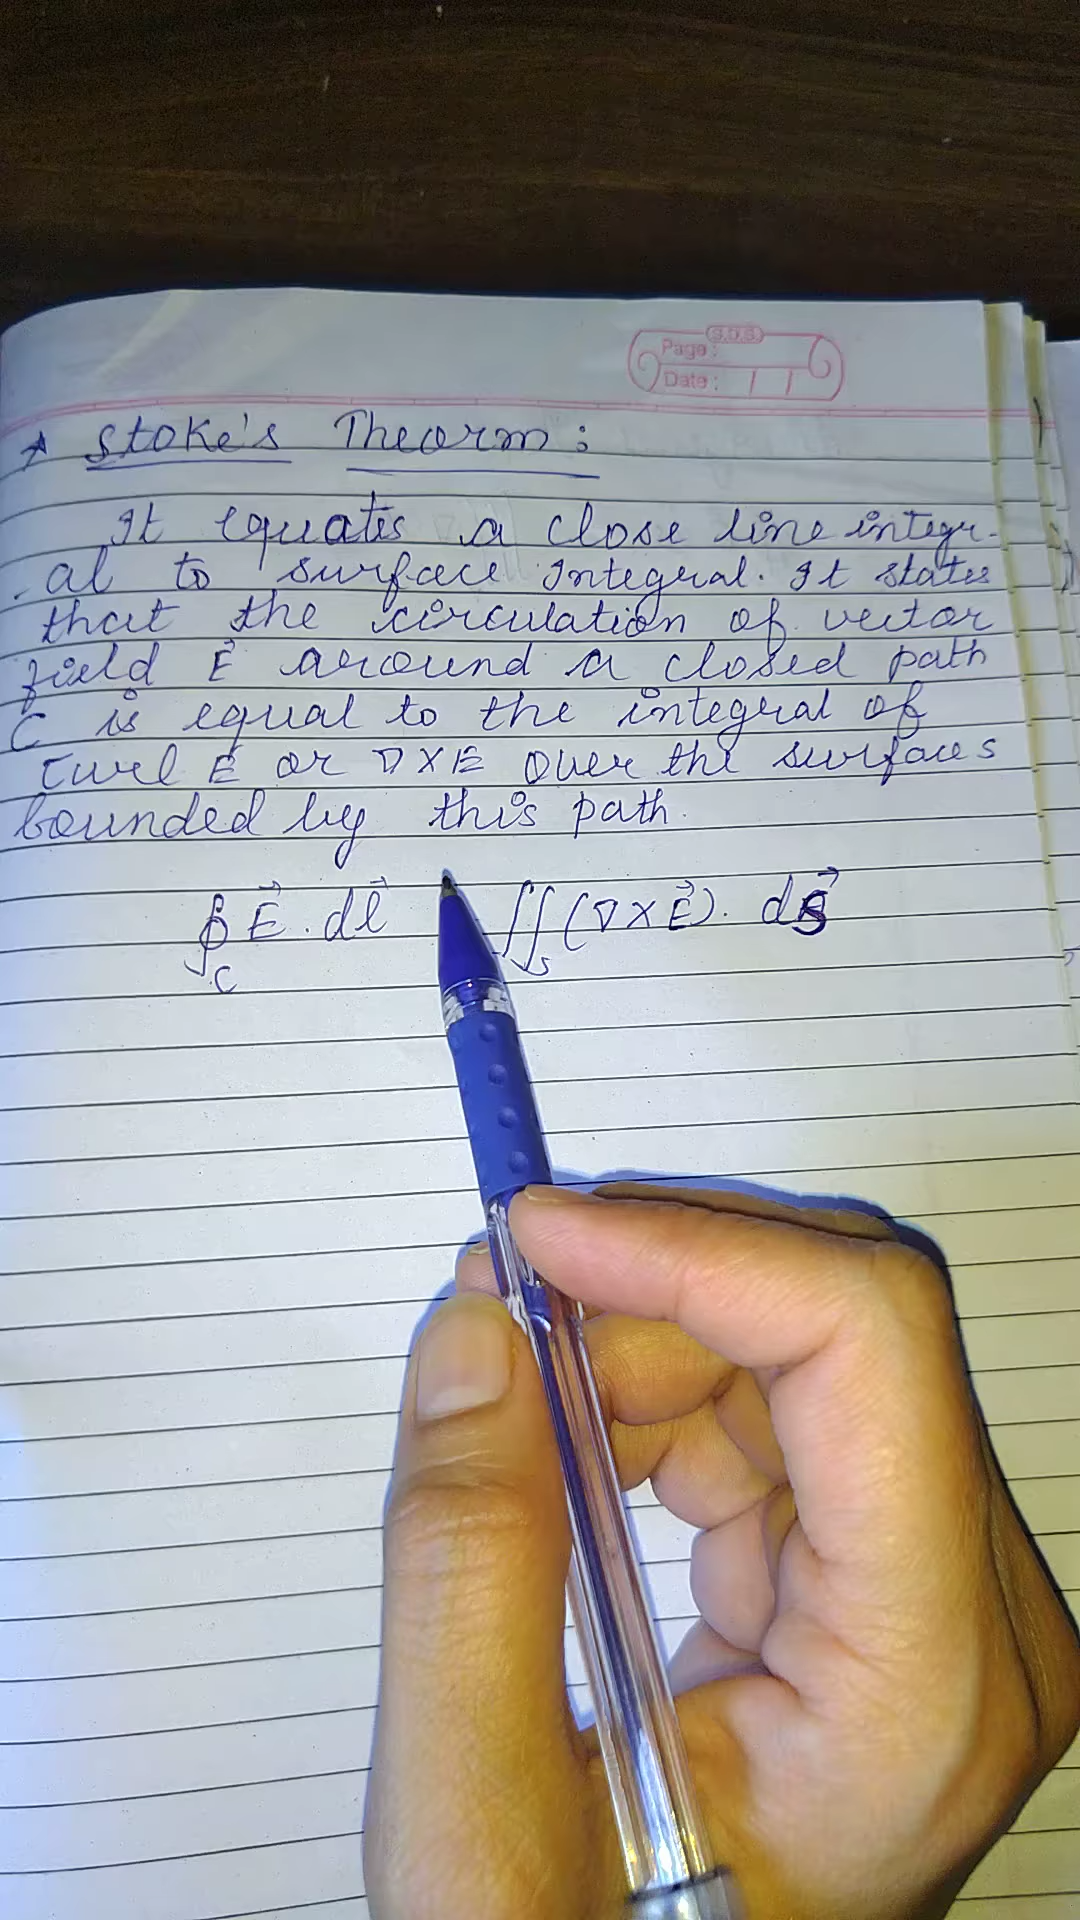 S.O.S.
Page:
Date: / /
* Stoke's Theorm:
It equates a close line integr-
al to surface Integral. It states
that the circulation of vector
field E⃗ around a closed path
C is equal to the integral of
curl E⃗ or ∇×E over the surfaces
bounded by this path.
∮_C E⃗ . dl⃗ ∬_S (∇×E⃗). dS⃗